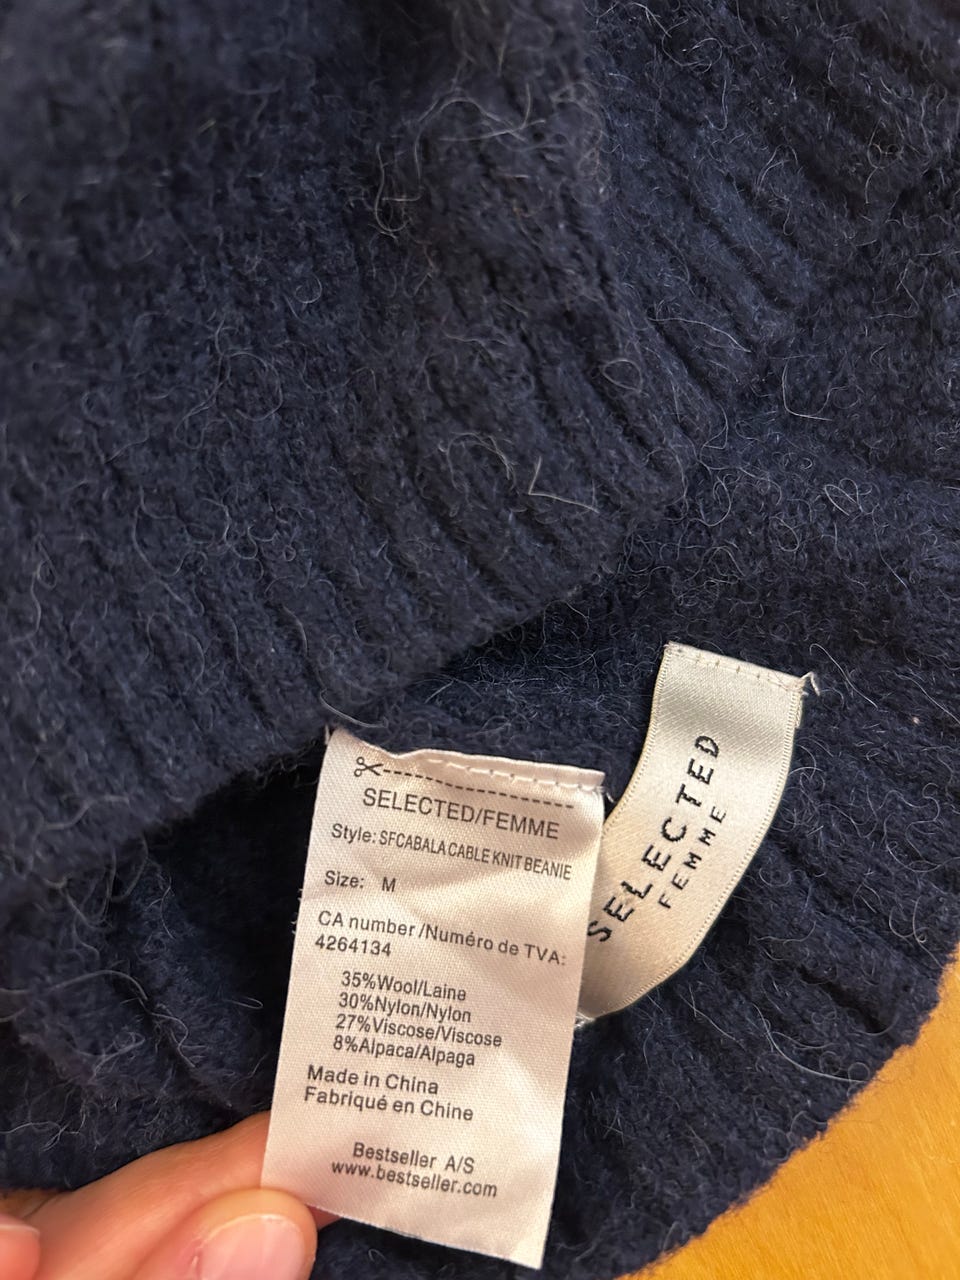 SELECTED/FEMME
Style: SFCABALA CABLE KNIT BEANIE
Size: M
CA number /Numéro de TVA:
4264134
35%Wool/Laine
30%Nylon/Nylon
27%Viscose/Viscose
8%Alpaca/Alpaga
Made in China
Fabriqué en Chine
Bestseller A/S
www.bestseller.com
SELECTED
FEMME